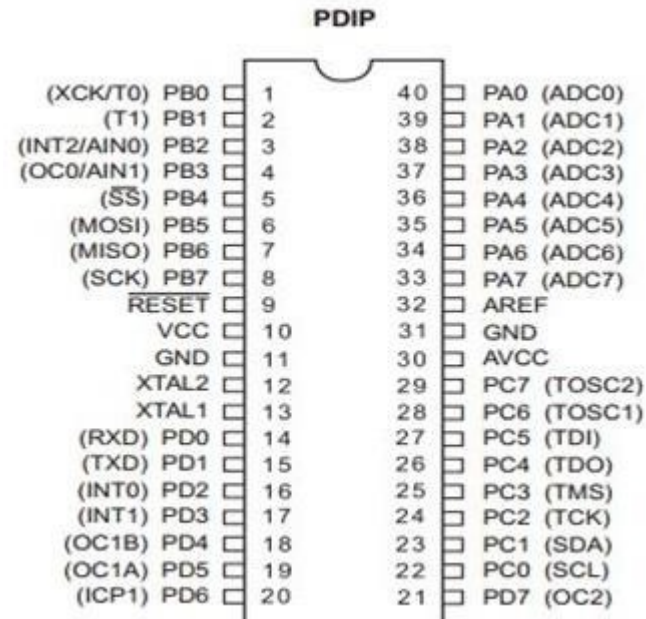 PDIP
(XCK/T0) PB0 1 40 PA0 (ADC0)
(T1) PB1 2 39 PA1 (ADC1)
(INT2/AIN0) PB2 3 38 PA2 (ADC2)
(OC0/AIN1) PB3 4 37 PA3 (ADC3)
(S̅S̅) PB4 5 36 PA4 (ADC4)
(MOSI) PB5 6 35 PA5 (ADC5)
(MISO) PB6 7 34 PA6 (ADC6)
(SCK) PB7 8 33 PA7 (ADC7)
R̅E̅S̅E̅T̅ 9 32 AREF
VCC 10 31 GND
GND 11 30 AVCC
XTAL2 12 29 PC7 (TOSC2)
XTAL1 13 28 PC6 (TOSC1)
(RXD) PD0 14 27 PC5 (TDI)
(TXD) PD1 15 26 PC4 (TDO)
(INT0) PD2 16 25 PC3 (TMS)
(INT1) PD3 17 24 PC2 (TCK)
(OC1B) PD4 18 23 PC1 (SDA)
(OC1A) PD5 19 22 PC0 (SCL)
(ICP1) PD6 20 21 PD7 (OC2)